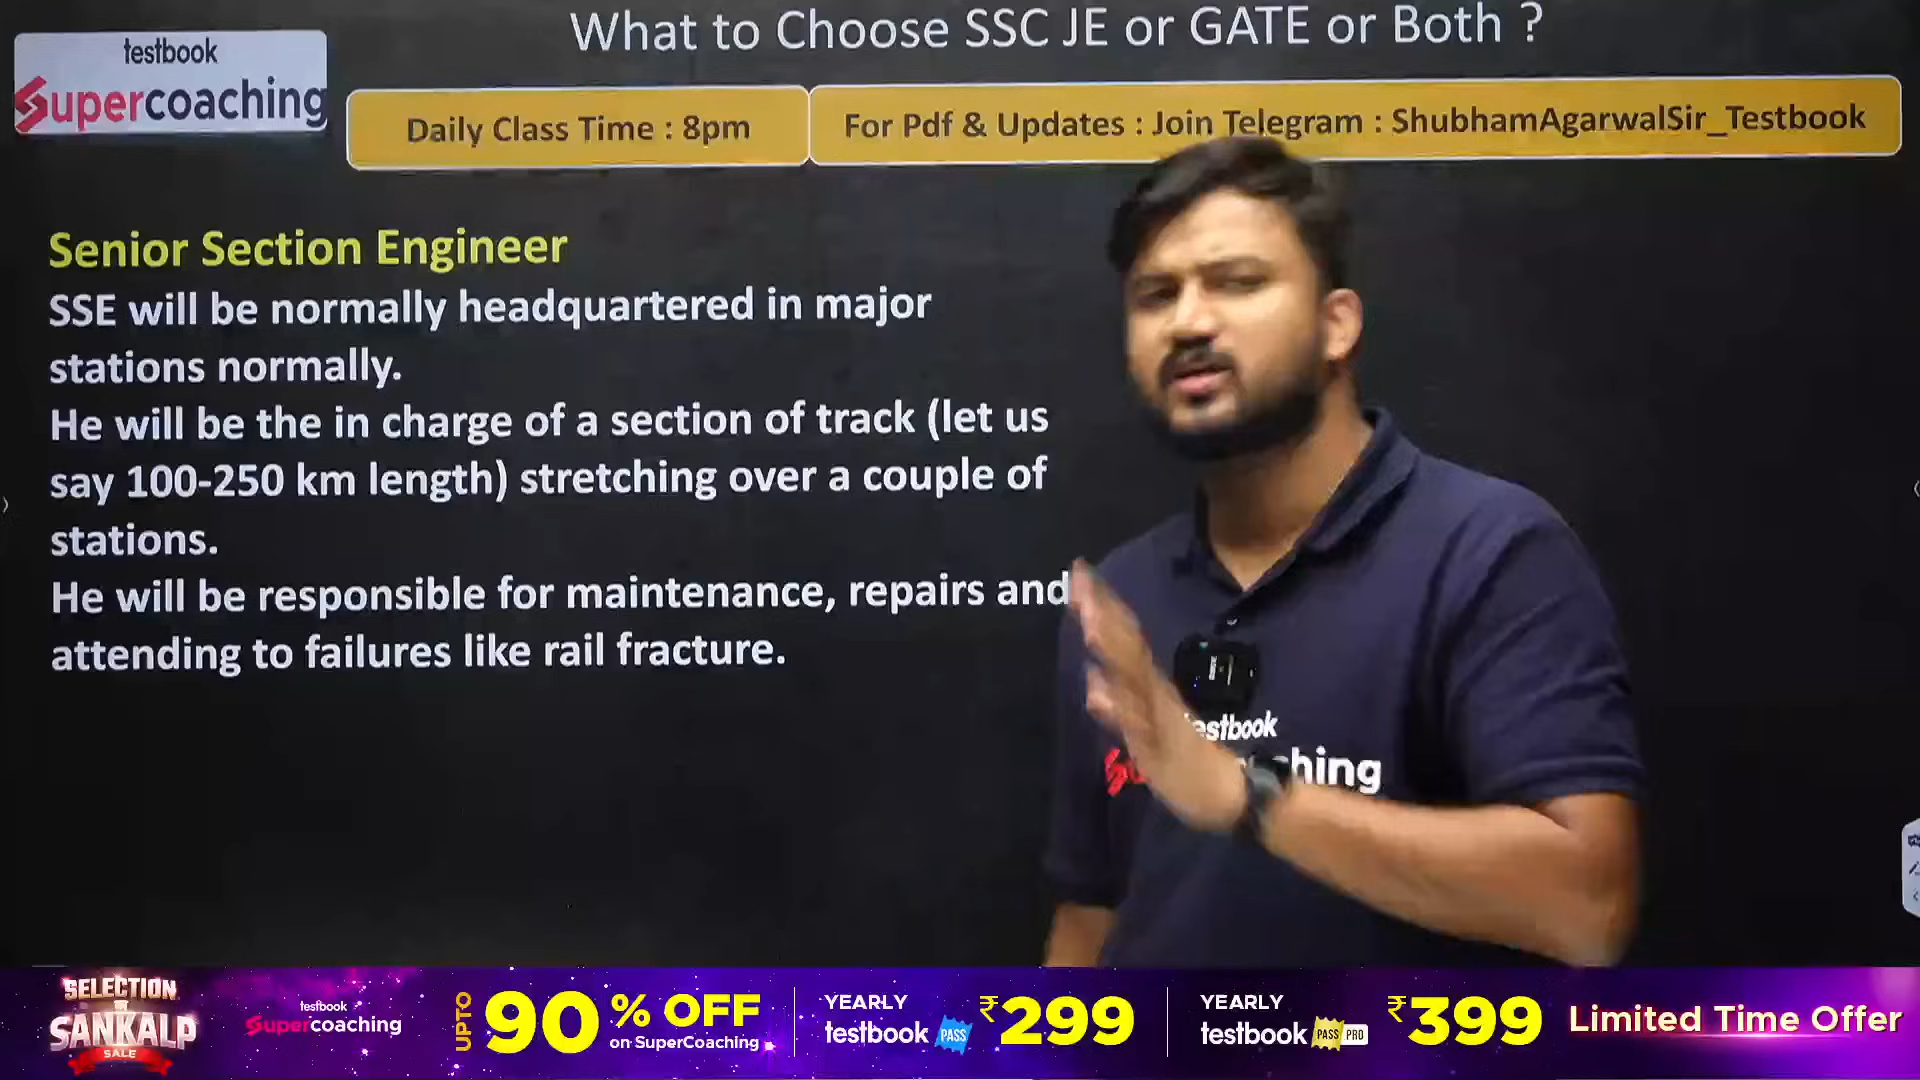 What to Choose SSC JE or GATE or Both ?
testbook
Supercoaching
Daily Class Time : 8pm
For Pdf & Updates : Join Telegram : ShubhamAgarwalSir_Testbook
Senior Section Engineer
SSE will be normally headquartered in major
stations normally.
He will be the in charge of a section of track (let us
say 100-250 km length) stretching over a couple of
stations.
He will be responsible for maintenance, repairs and
attending to failures like rail fracture.
SELECTION
SANKALP
SALE
testbook
Supercoaching
UPTO 90% OFF
on SuperCoaching
YEARLY
testbook PASS
₹299
YEARLY
testbook PASS PRO
₹399
Limited Time Offer